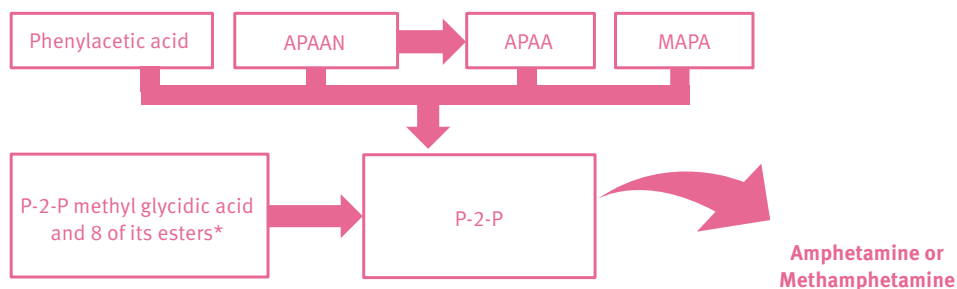 Phenylacetic acid
APAAN
APAA
MAPA
P-2-P methyl glycidic acid
and 8 of its esters*
P-2-P
Amphetamine or
Methamphetamine